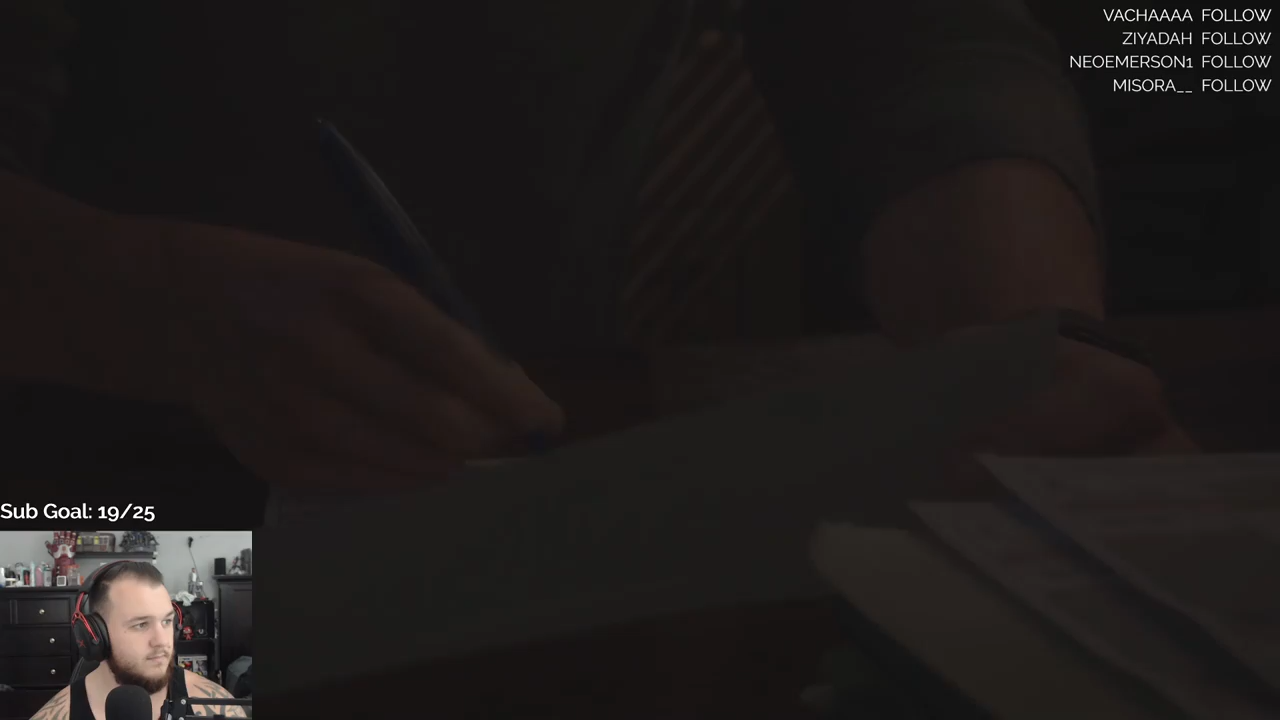 VACHAAAA FOLLOW
ZIYADAH FOLLOW
NEOEMERSON1 FOLLOW
MISORA__ FOLLOW
Sub Goal: 19/25